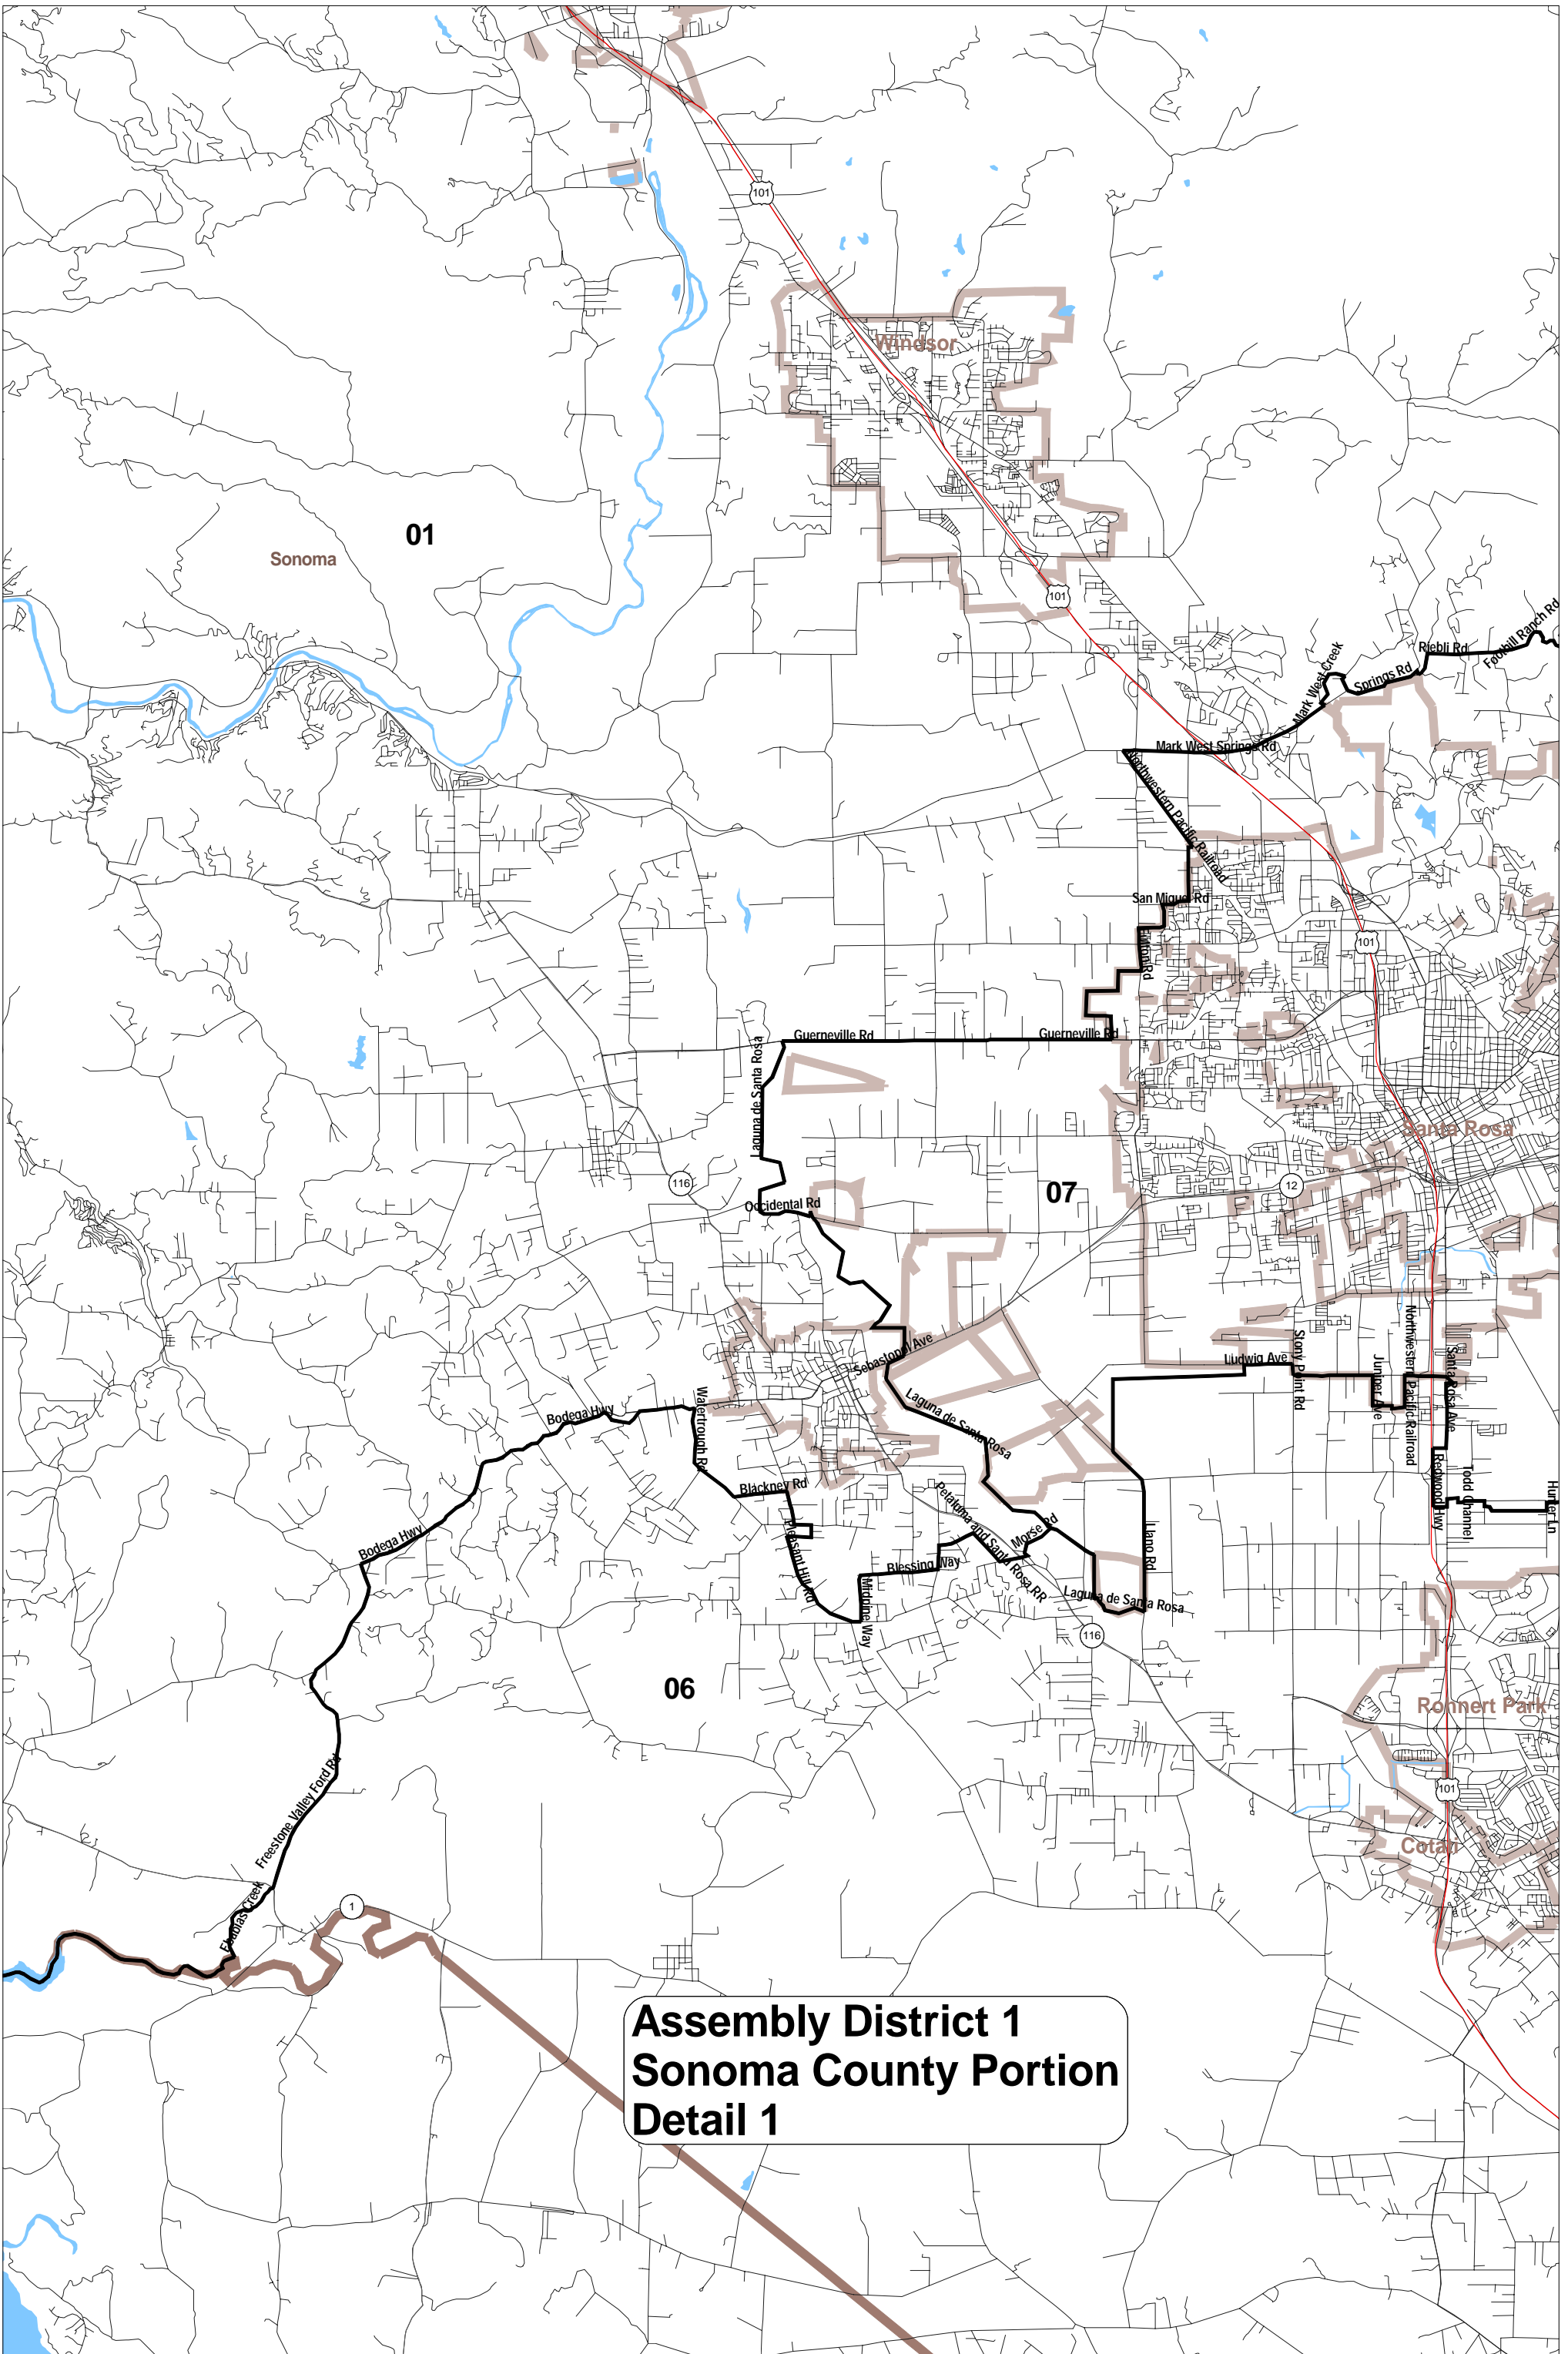 101
Windsor
01
Sonoma
101
Foothill Ranch Rd
Riebli Rd
Mark West Creek
Springs Rd
Mark West Springs Rd
Northwestern Pacific Railroad
San Miguel Rd
Fulton Rd
101
Guerneville Rd
Guerneville Rd
Laguna de Santa Rosa
Santa Rosa
116
12
07
Occidental Rd
Sebastopol Ave
Ludwig Ave
Stony Point Rd
Juniper Ave
Northwestern Pacific Railroad
Santa Rosa Ave
Laguna de Santa Rosa
Watertrough Rd
Bodega Hwy
Blackney Rd
Redwood Hwy
Todd Channel
Hunter Ln
Bodega Hwy
Pleasant Hill Rd
Petaluma and Santa Rosa RR
Morse Rd
Llano Rd
Blessing Way
Midpine Way
Laguna de Santa Rosa
116
06
Rohnert Park
101
Freestone Valley Ford Rd
Cotati
Ebabias Creek
1
Assembly District 1
Sonoma County Portion
Detail 1